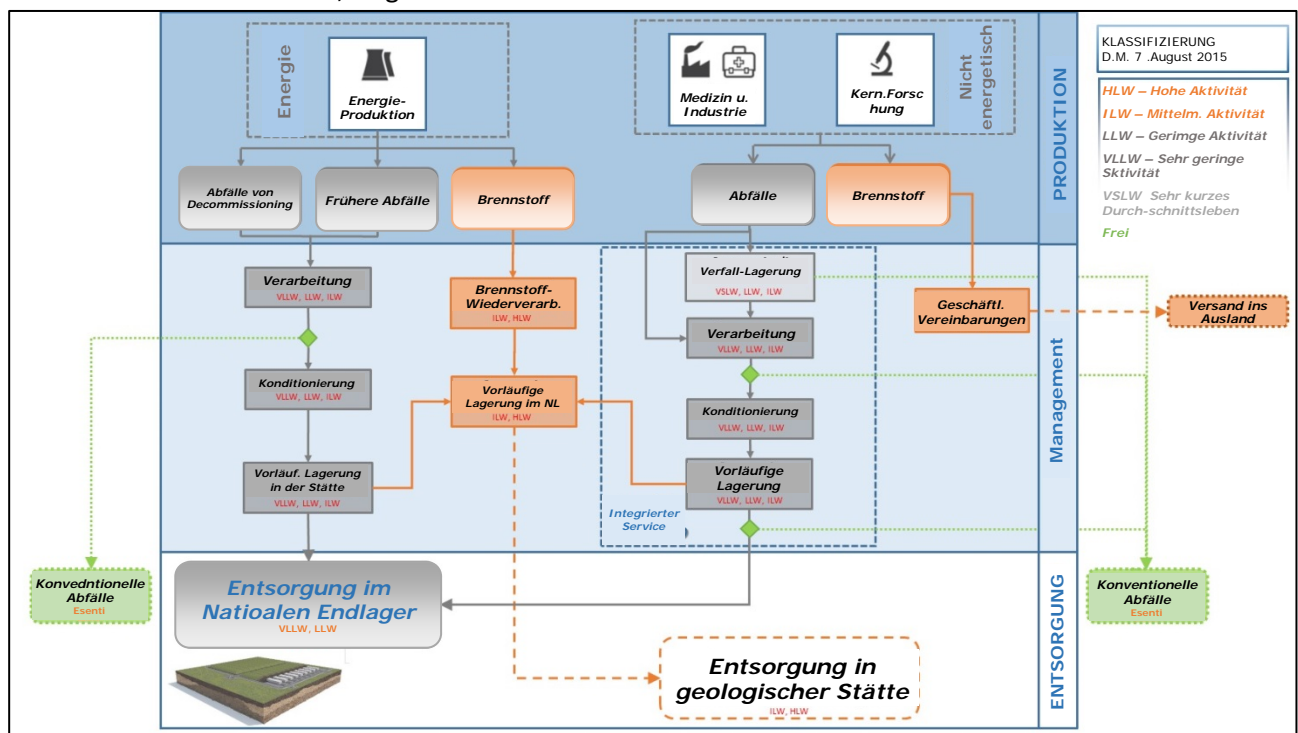 Energie
Energie-
Produktion
Medizin u.
Industrie
Kern.Fors
chung
Nicht
energetisch
PRODUKTION
KLASSIFIZIERUNG
D.M. 7 .August 2015
HLW – Hohe Aktivität
ILW – Mittelm. Aktivität
LLW – Gerimge Aktivität
VLLW – Sehr geringe
Sktivität
VSLW Sehr kurzes
Durch-schnittsleben
Frei
Abfälle von
Decommissioning
Frühere Abfälle
Brennstoff
Abfälle
Brennstoff
Verarbeitung
VLLW, LLW, ILW
Brennstoff-
Wiederverarb.
ILW, HLW
Verfall-Lagerung
VSLW, LLW, ILW
Geschäftl.
Vereinbarungen
Versand ins
Ausland
Verarbeitung
VLLW, LLW, ILW
Konditionierung
VLLW, LLW, ILW
Vorläufige
Lagerung im NL
ILW, HLW
Konditionierung
VLLW, LLW, ILW
Management
Vorläuf. Lagerung
in der Stätte
VLLW, LLW, ILW
Vorläufige
Lagerung
VLLW, LLW, ILW
Integrierter
Service
Konvedntionelle
Abfälle
Esenti
Entsorgung im
Natioalen Endlager
VLLW, LLW
Konventionelle
Abfälle
Esenti
ENTSORGUNG
Entsorgung in
geologischer Stätte
ILW, HLW